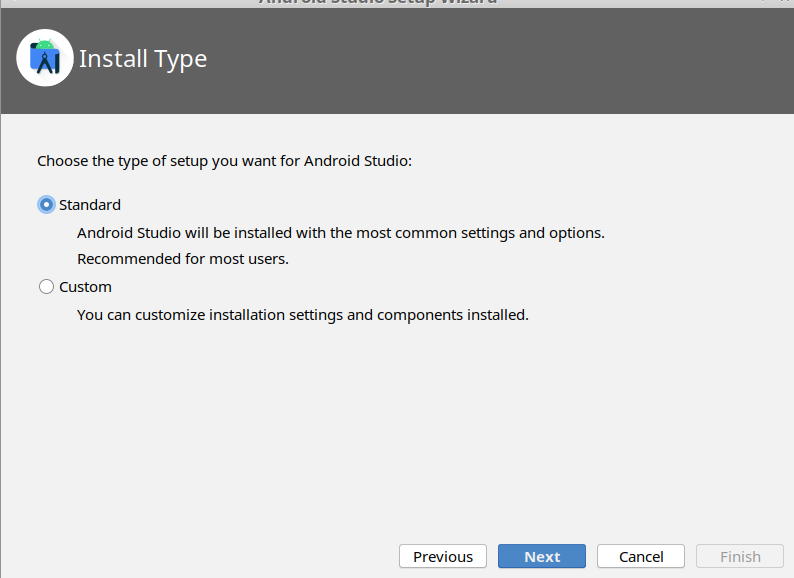 Android Studio Setup Wizard
Install Type
Choose the type of setup you want for Android Studio:
Standard
Android Studio will be installed with the most common settings and options.
Recommended for most users.
Custom
You can customize installation settings and components installed.
Previous
Next
Cancel
Finish